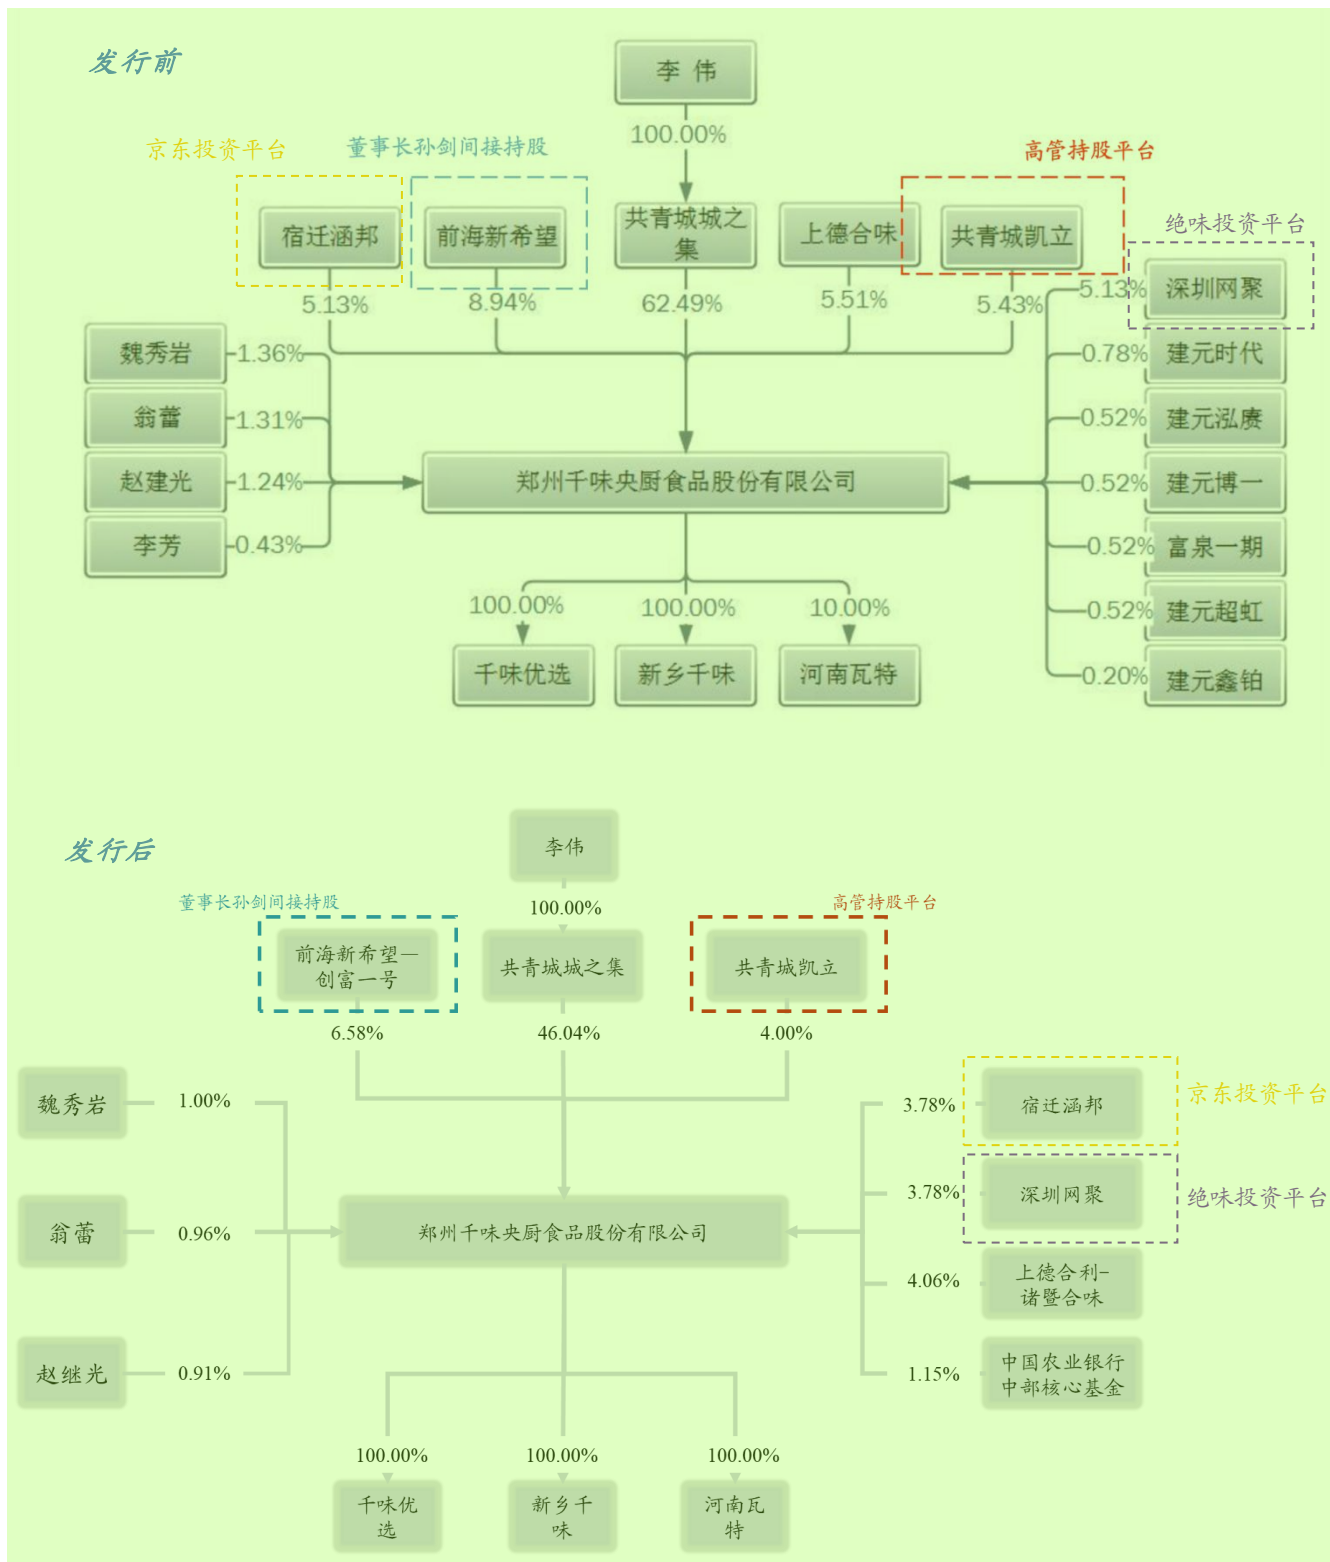 发行前
李 伟
100.00%
京东投资平台
董事长孙剑间接持股
高管持股平台
绝味投资平台
宿迁涵邦
前海新希望
共青城城之
集
上德合味
共青城凯立
深圳网聚
5.13%
8.94%
62.49%
5.51%
5.43%
5.13%
魏秀岩
1.36%
0.78%
建元时代
翁蕾
1.31%
0.52%
建元泓赓
赵建光
1.24%
郑州千味央厨食品股份有限公司
0.52%
建元博一
李芳
0.43%
0.52%
富泉一期
100.00%
100.00%
10.00%
0.52%
建元超虹
千味优选
新乡千味
河南瓦特
0.20%
建元鑫铂
发行后
李伟
100.00%
董事长孙剑间接持股
高管持股平台
前海新希望—
创富一号
共青城城之集
共青城凯立
6.58%
46.04%
4.00%
魏秀岩
1.00%
3.78%
宿迁涵邦
京东投资平台
3.78%
深圳网聚
绝味投资平台
翁蕾
0.96%
郑州千味央厨食品股份有限公司
4.06%
上德合利-
诸暨合味
赵继光
0.91%
1.15%
中国农业银行
中部核心基金
100.00%
100.00%
100.00%
千味优
选
新乡千
味
河南瓦
特